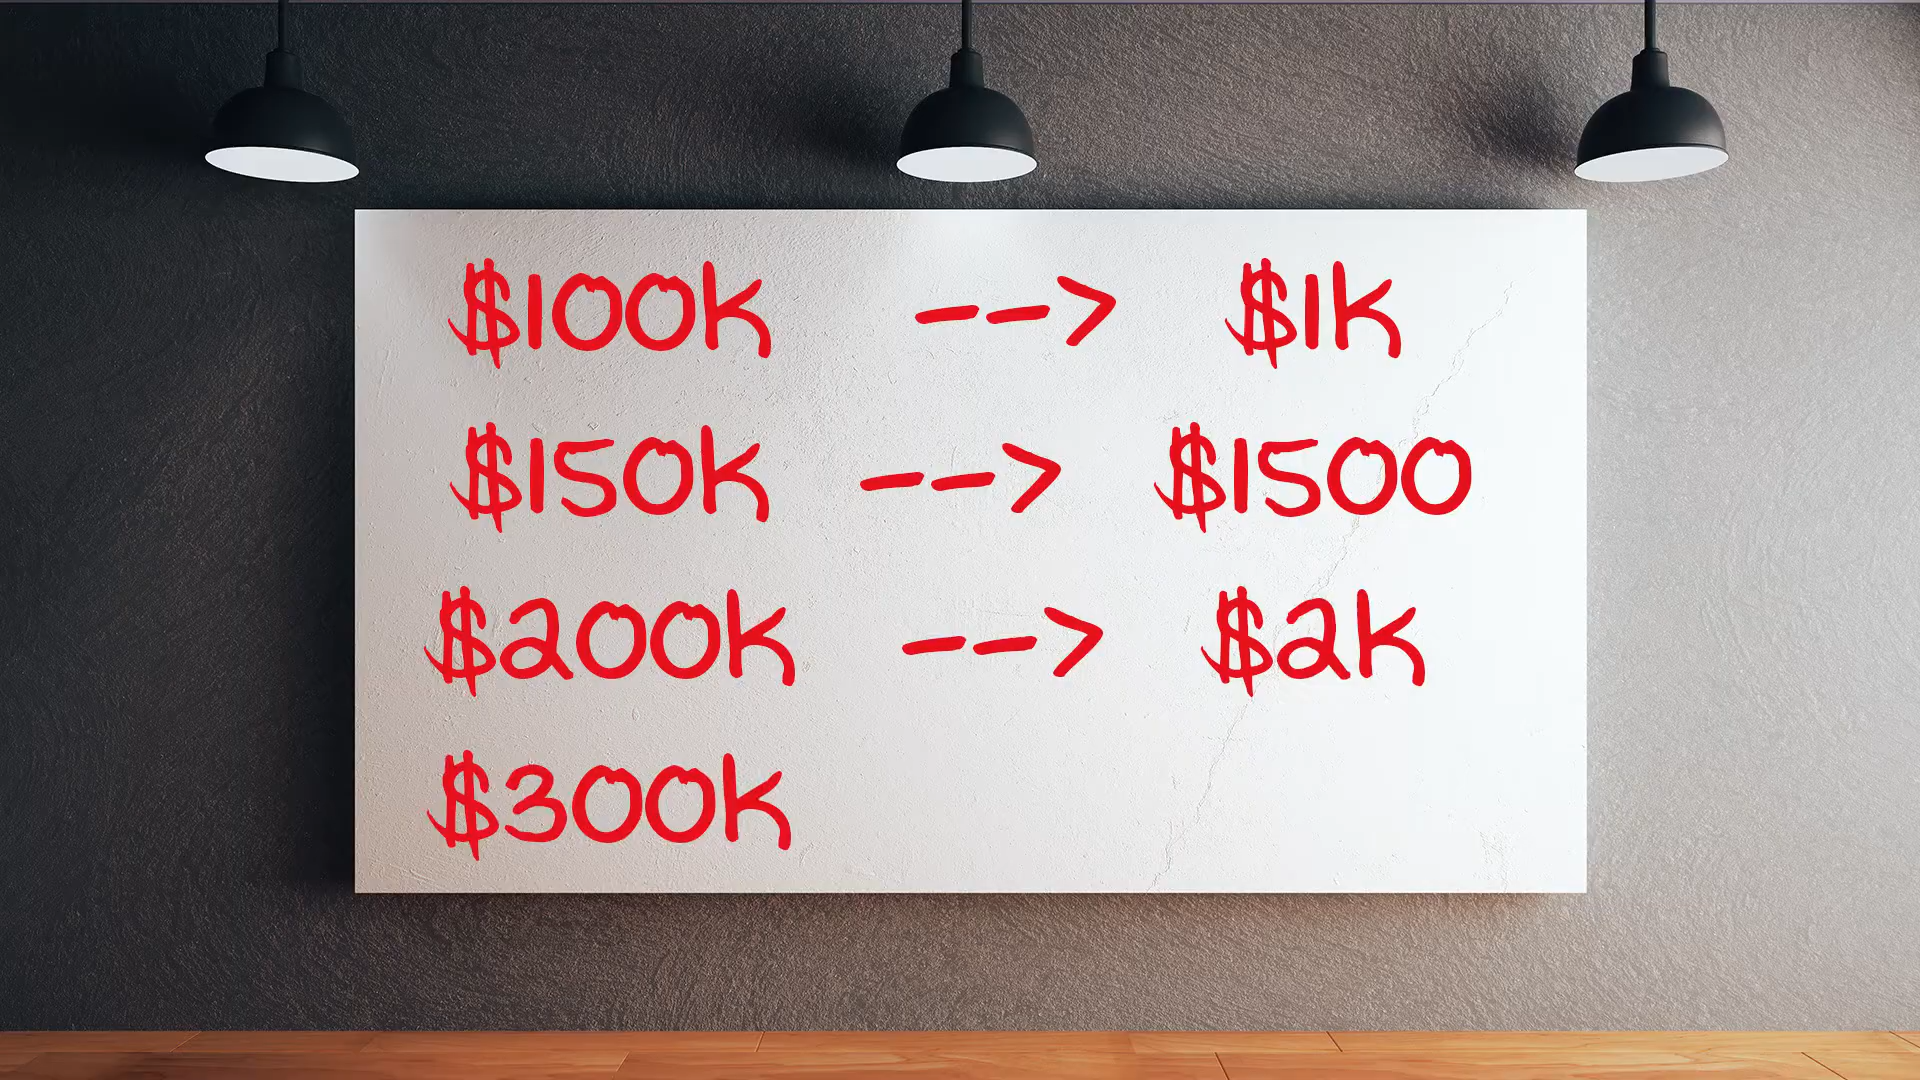 $100k --> $1k
$150k --> $1500
$200k --> $2k
$300k